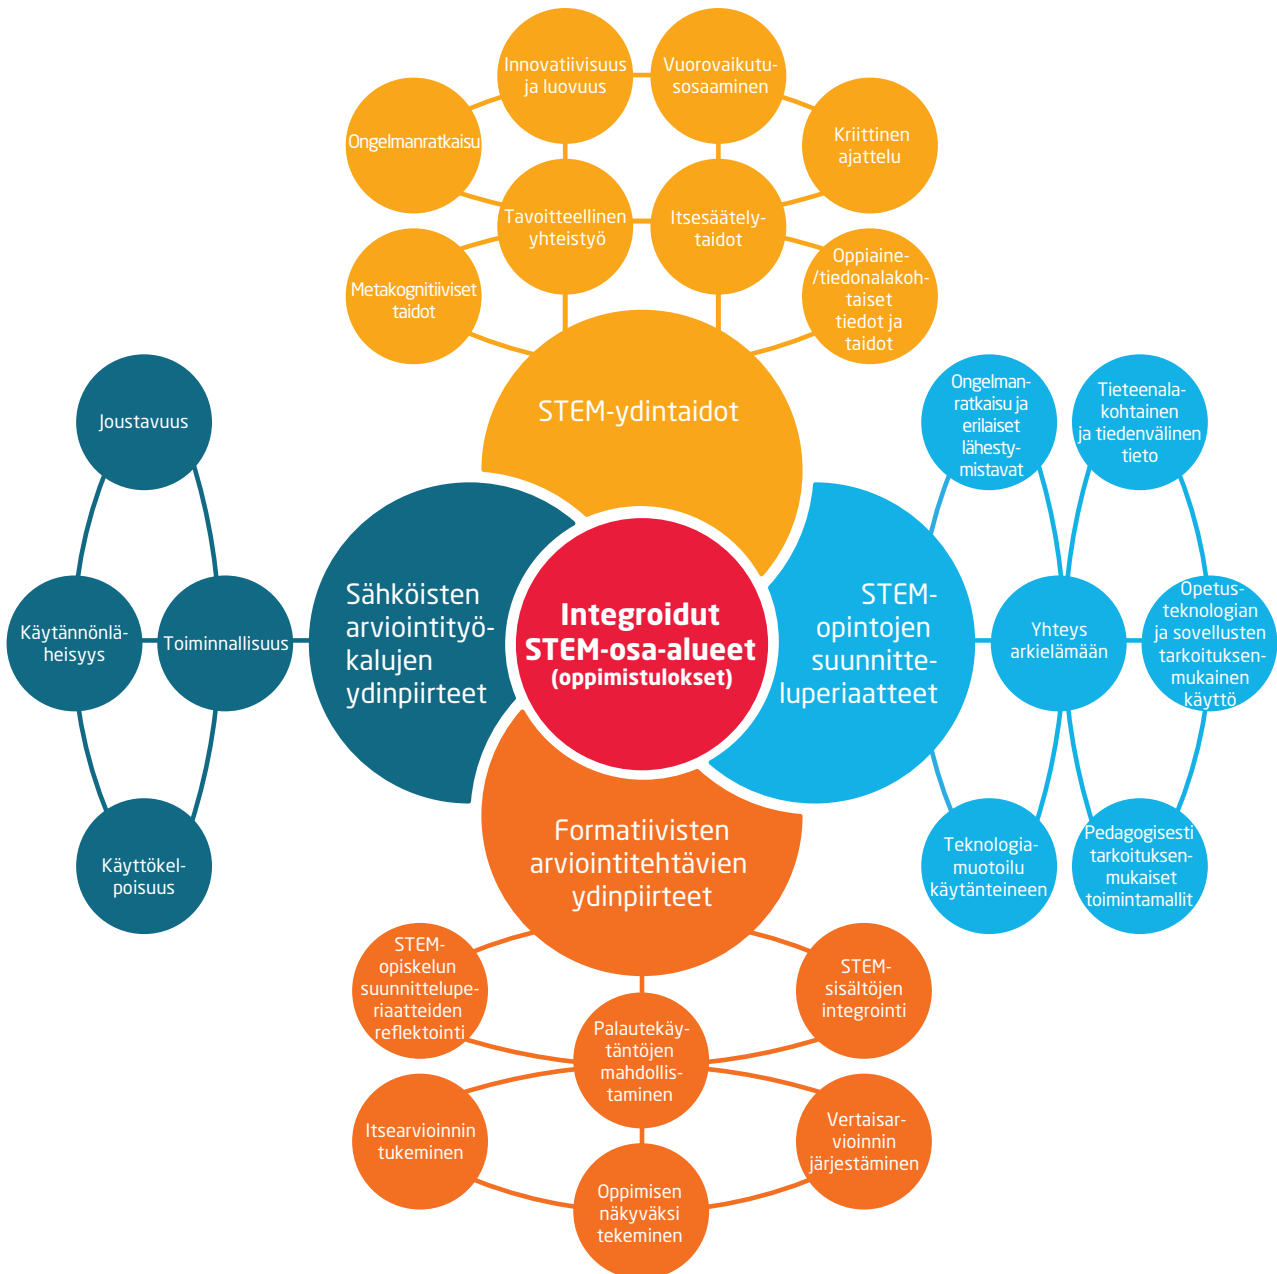 Innovatiivisuus
ja luovuus
Vuorovaikutu-
sosaaminen
Ongelmanratkaisu
Kriittinen
ajattelu
Tavoitteellinen
yhteistyö
Itsesäätely-
taidot
Metakognitiiviset
taidot
Oppiaine-
/tiedonalakoh-
taiset
tiedot ja
taidot
STEM-ydintaidot
Joustavuus
Käytännönlä-
heisyys
Toiminnallisuus
Käyttökel-
poisuus
Sähköisten
arviointityö-
kalujen
ydinpiirteet
Integroidut
STEM-osa-alueet
(oppimistulokset)
STEM-
opintojen
suunnitte-
luperiaatteet
Ongelman-
ratkaisu ja
erilaiset
lähesty-
mistavat
Tieteenala-
kohtainen
ja tiedenvälinen
tieto
Yhteys
arkielämään
Opetus-
teknologian
ja sovellusten
tarkoituksen-
mukainen
käyttö
Teknologia-
muotoilu
käytänteineen
Pedagogisesti
tarkoituksen-
mukaiset
toimintamallit
Formatiivisten
arviointitehtävien
ydinpiirteet
STEM-
opiskelun
suunnittelupe-
riaatteiden
reflektointi
STEM-
sisältöjen
integrointi
Palautekäy-
täntöjen
mahdollis-
taminen
Itsearvioinnin
tukeminen
Vertaisar-
vioinnin
järjestäminen
Oppimisen
näkyväksi
tekeminen